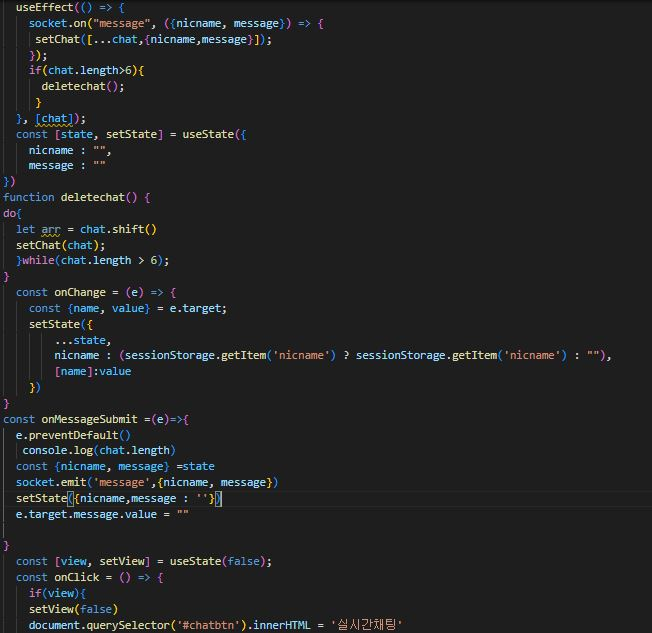 useEffect(() => {
socket.on("message", ({nicname, message}) => {
setChat([...chat,{nicname,message}]);
});
if(chat.length>6){
deletechat();
}
}, [chat]);
const [state, setState] = useState({
nicname : "",
message : ""
})
function deletechat() {
do{
let arr = chat.shift()
setChat(chat);
}while(chat.length > 6);
}
const onChange = (e) => {
const {name, value} = e.target;
setState({
...state,
nicname : (sessionStorage.getItem('nicname') ? sessionStorage.getItem('nicname') : ""),
[name]:value
})
}
const onMessageSubmit =(e)=>{
e.preventDefault()
console.log(chat.length)
const {nicname, message} =state
socket.emit('message',{nicname, message})
setState({nicname,message : ''})
e.target.message.value = ""
}
const [view, setView] = useState(false);
const onClick = () => {
if(view){
setView(false)
document.querySelector('#chatbtn').innerHTML = '실시간채팅'